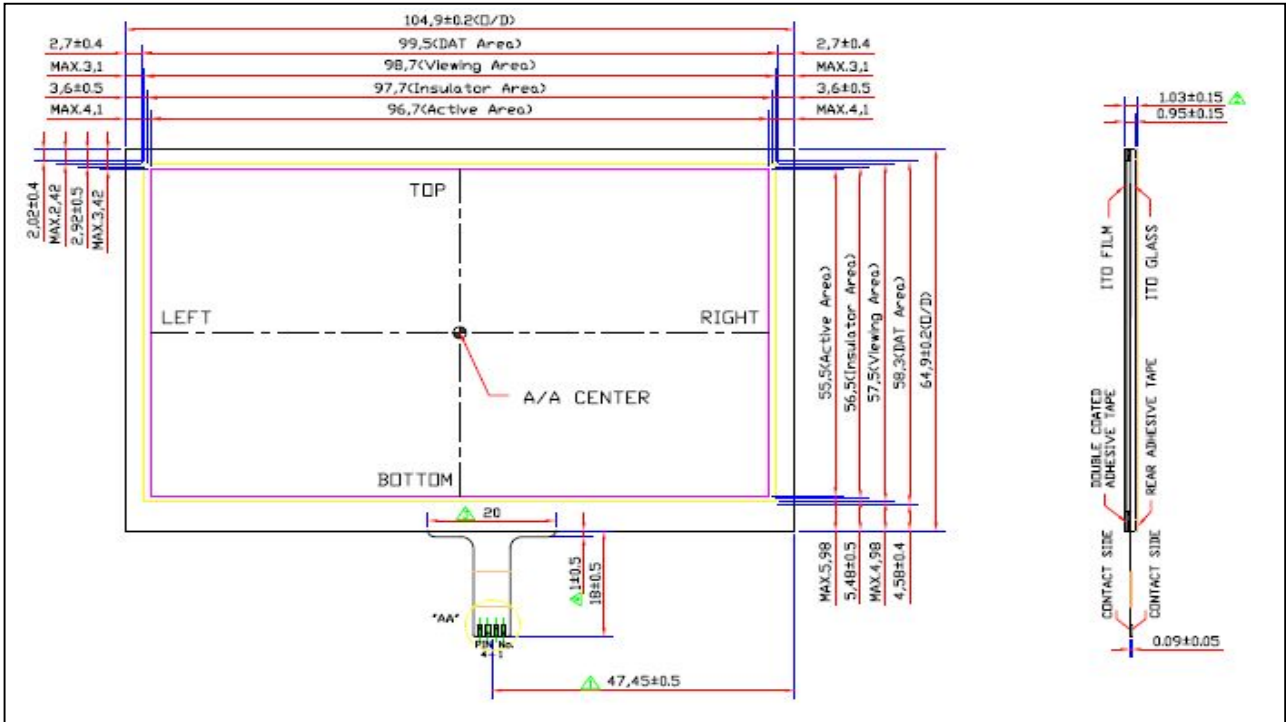 104,9±0.2(O/D)
2,7±0.4
99,5(DAT Area)
2,7±0.4
MAX.3,1
98,7(Viewing Area)
MAX.3,1
3,6±0.5
97,7(Insulator Area)
3,6±0.5
MAX.4,1
96,7(Active Area)
MAX.4,1
2,02±0.4
MAX.2,42
2,92±0.5
MAX.3,42
TOP
LEFT
RIGHT
A/A CENTER
BOTTOM
55,5(Active Area)
56,5(Insulator Area)
57,5(Viewing Area)
58,3(DAT Area)
64,9±0.2(O/D)
MAX.5,98
5,48±0.5
MAX.4,98
4,58±0.4
20
1±0.5
18±0.5
"AA"
PIN No.
4 - 1
47,45±0.5
1.03±0.15
0.95±0.15
ITO FILM
ITO GLASS
DOUBLE COATED
ADHESIVE TAPE
REAR ADHESIVE TAPE
CONTACT SIDE
CONTACT SIDE
0.09±0.05